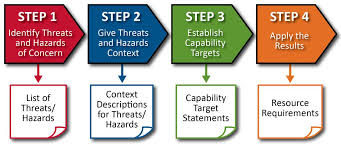 STEP 1
Identify Threats
and Hazards
of Concern
STEP 2
Give Threats
and Hazards
Context
STEP 3
Establish
Capability
Targets
STEP 4
Apply the
Results
List of
Threats/
Hazards
Context
Descriptions
for Threats/
Hazards
Capability
Target
Statements
Resource
Requirements